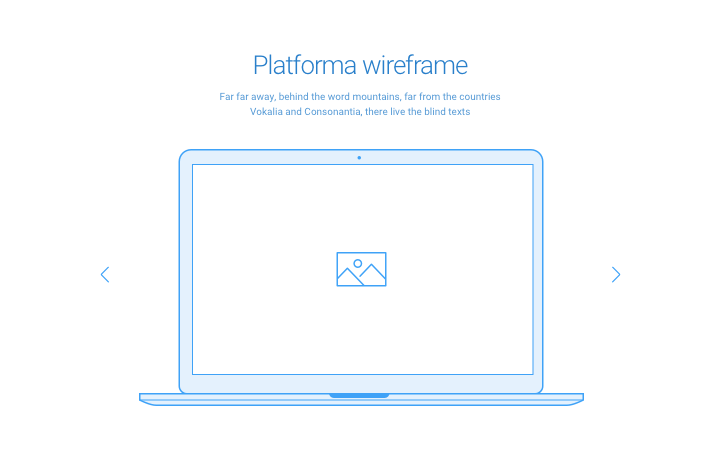 Platforma wireframe
Far far away, behind the word mountains, far from the countries
Vokalia and Consonantia, there live the blind texts